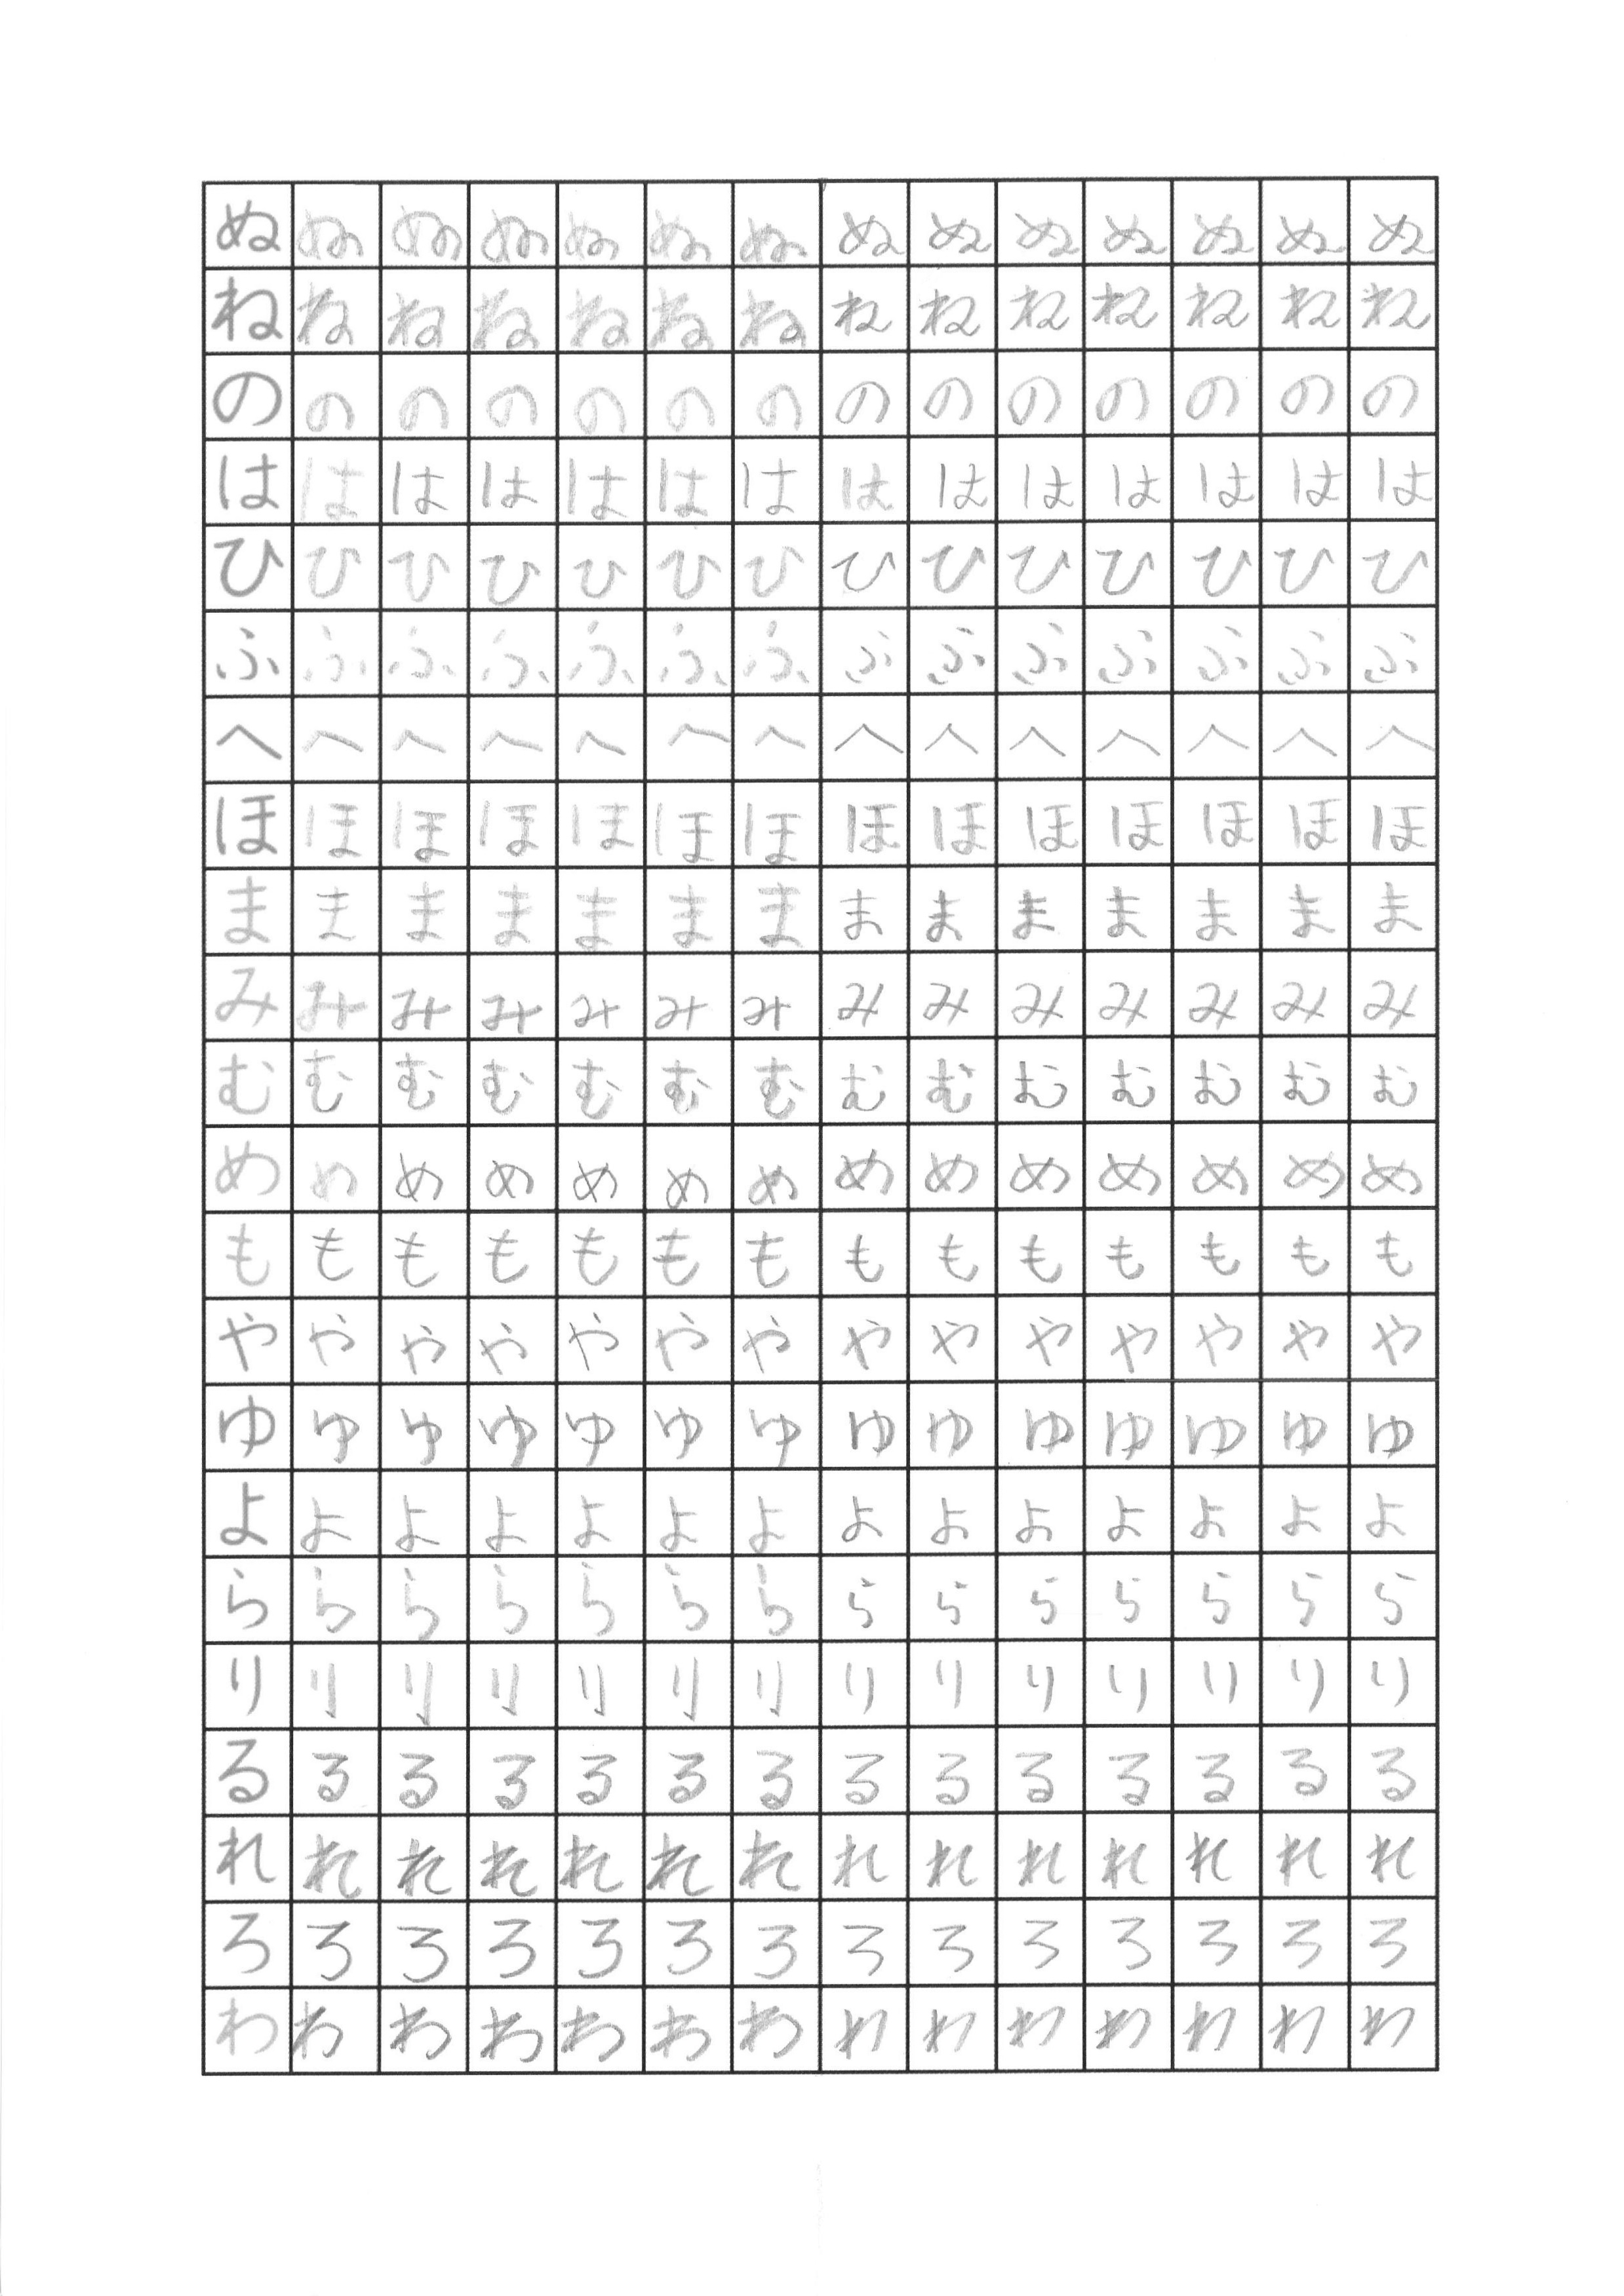 ぬ ぬ ぬ ぬ ぬ ぬ ぬ ぬ ぬ ぬ ぬ ぬ ぬ ぬ
ね ね ね ね ね ね ね ね ね ね ね ね ね ね
の の の の の の の の の の の の の の
は は は は は は は は は は は は は は
ひ ひ ひ ひ ひ ひ ひ ひ ひ ひ ひ ひ ひ ひ
ふ ふ ふ ふ ふ ふ ふ ふ ふ ふ ふ ふ ふ ふ
へ へ へ へ へ へ へ へ へ へ へ へ へ へ
ほ ほ ほ ほ ほ ほ ほ ほ ほ ほ ほ ほ ほ ほ
ま ま ま ま ま ま ま ま ま ま ま ま ま ま
み み み み み み み み み み み み み み
む む む む む む む む む む む む む む
め め め め め め め め め め め め め め
も も も も も も も も も も も も も も
や や や や や や や や や や や や や や
ゆ ゆ ゆ ゆ ゆ ゆ ゆ ゆ ゆ ゆ ゆ ゆ ゆ ゆ
よ よ よ よ よ よ よ よ よ よ よ よ よ よ
ら ら ら ら ら ら ら ら ら ら ら ら ら ら
り り り り り り り り り り り り り り
る る る る る る る る る る る る る る
れ れ れ れ れ れ れ れ れ れ れ れ れ れ
ろ ろ ろ ろ ろ ろ ろ ろ ろ ろ ろ ろ ろ ろ
わ わ わ わ わ わ わ わ わ わ わ わ わ わ